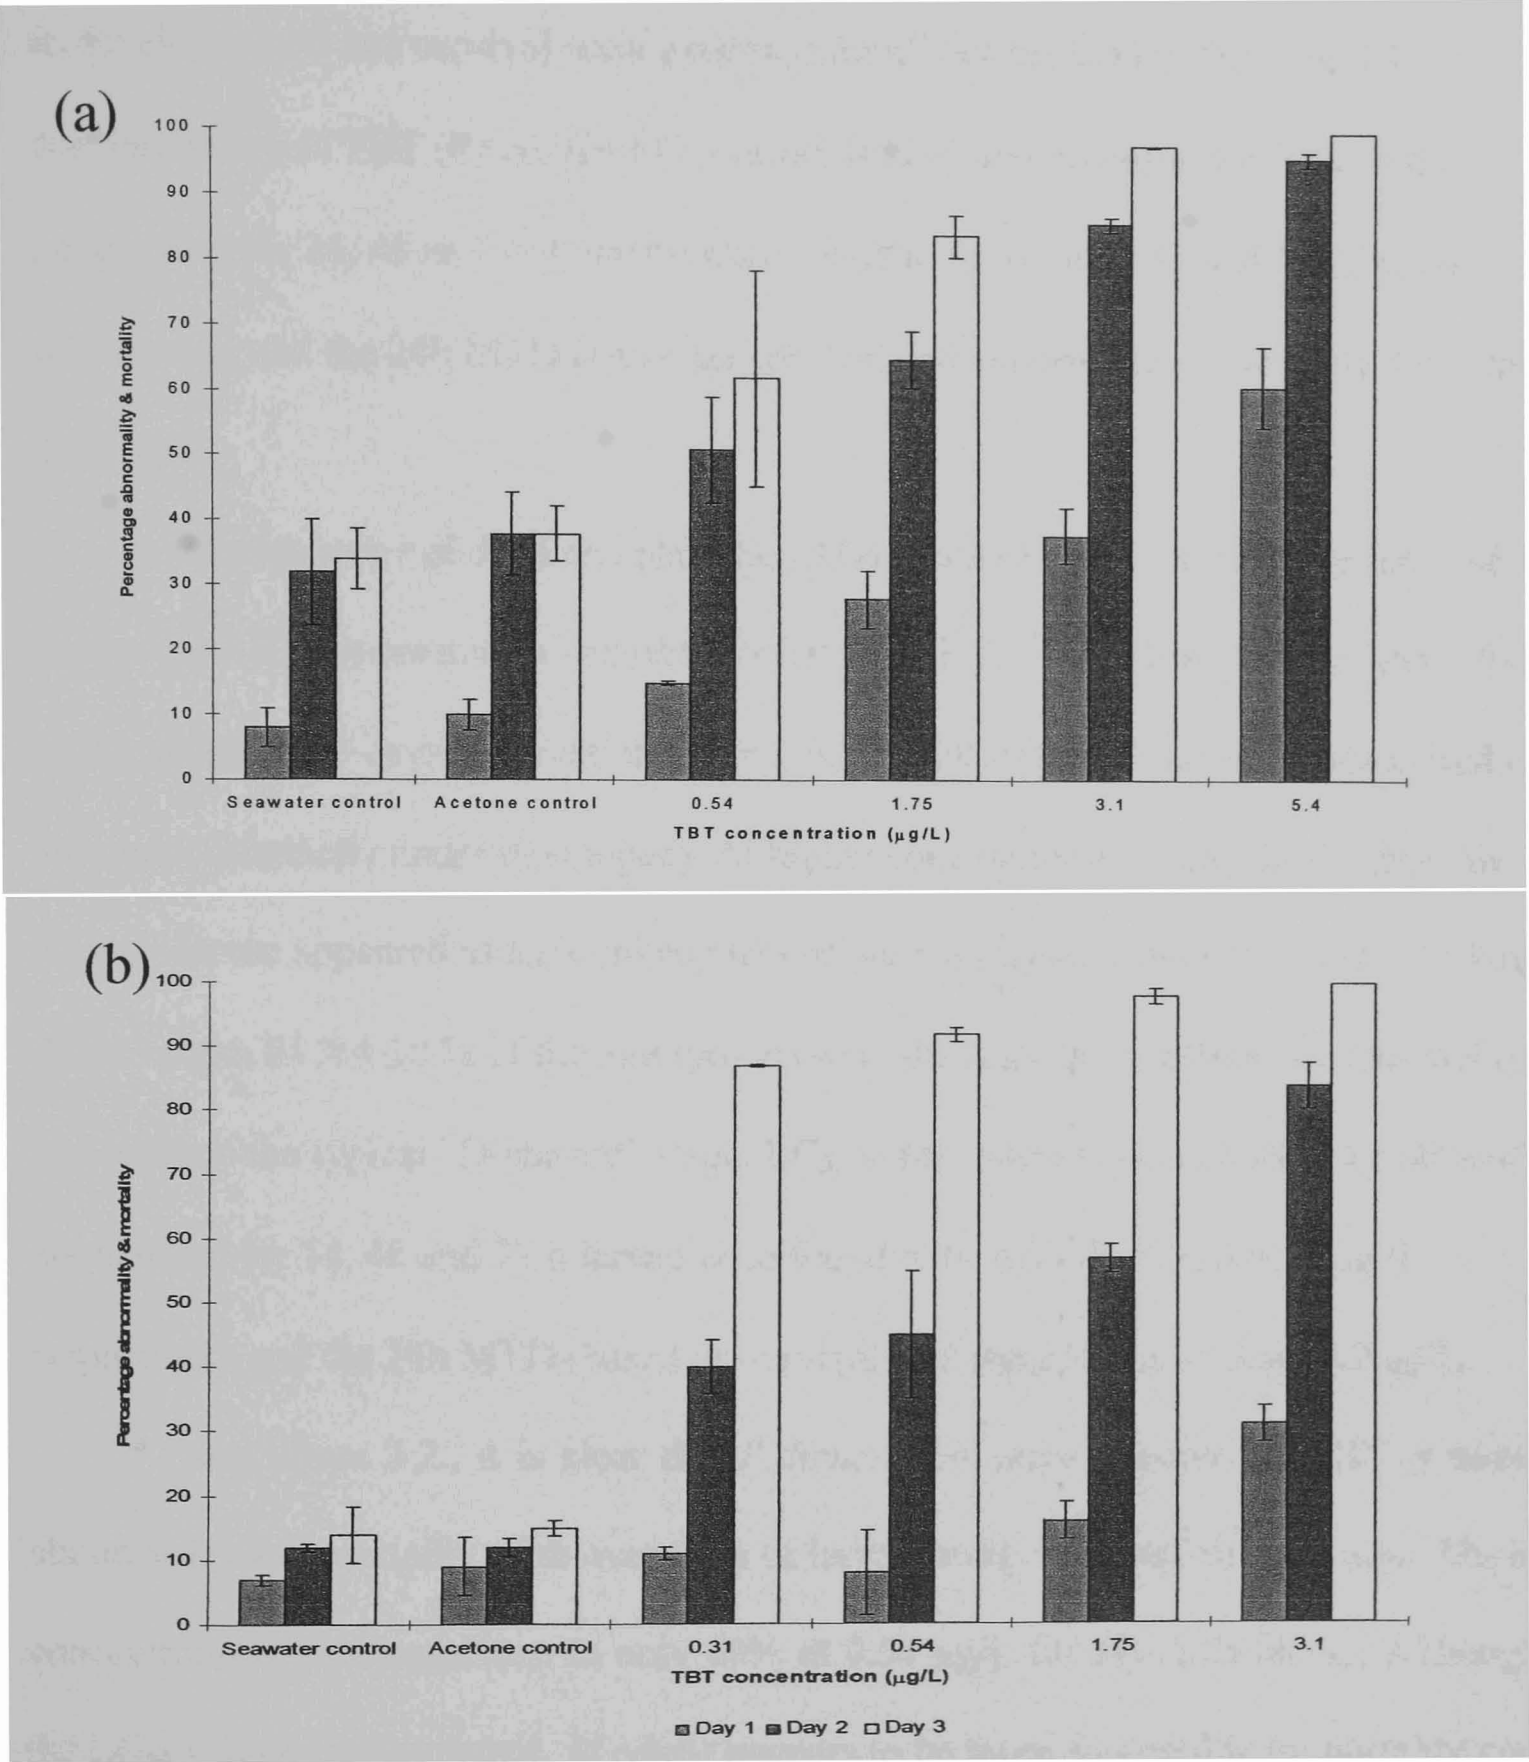 (a)
100
90
80
70
60
50
40
30
20
10
0
Percentage abnormality & mortality
Seawater control Acetone control 0.54 1.75 3.1 5.4
TBT concentration (µg/L)
(b)
100
90
80
70
60
50
40
30
20
10
0
Percentage abnormality & mortality
Seawater control Acetone control 0.31 0.54 1.75 3.1
TBT concentration (µg/L)
Day 1 Day 2 Day 3